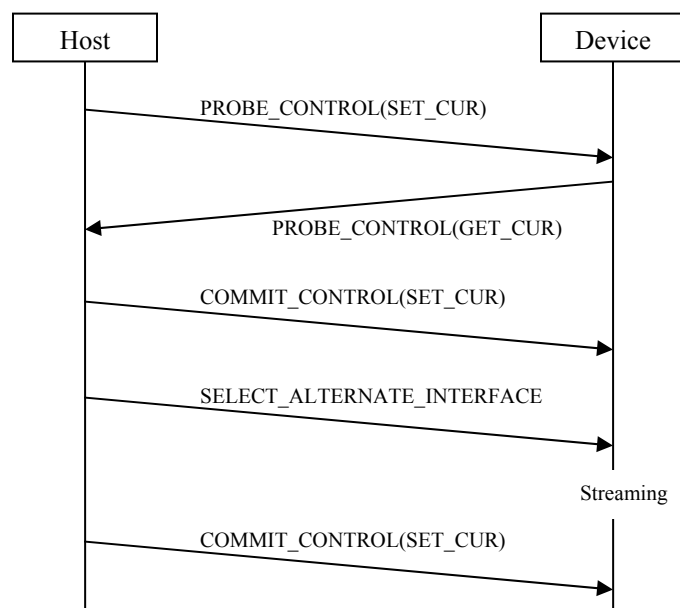 Host
Device
PROBE_CONTROL(SET_CUR)
PROBE_CONTROL(GET_CUR)
COMMIT_CONTROL(SET_CUR)
SELECT_ALTERNATE_INTERFACE
Streaming
COMMIT_CONTROL(SET_CUR)